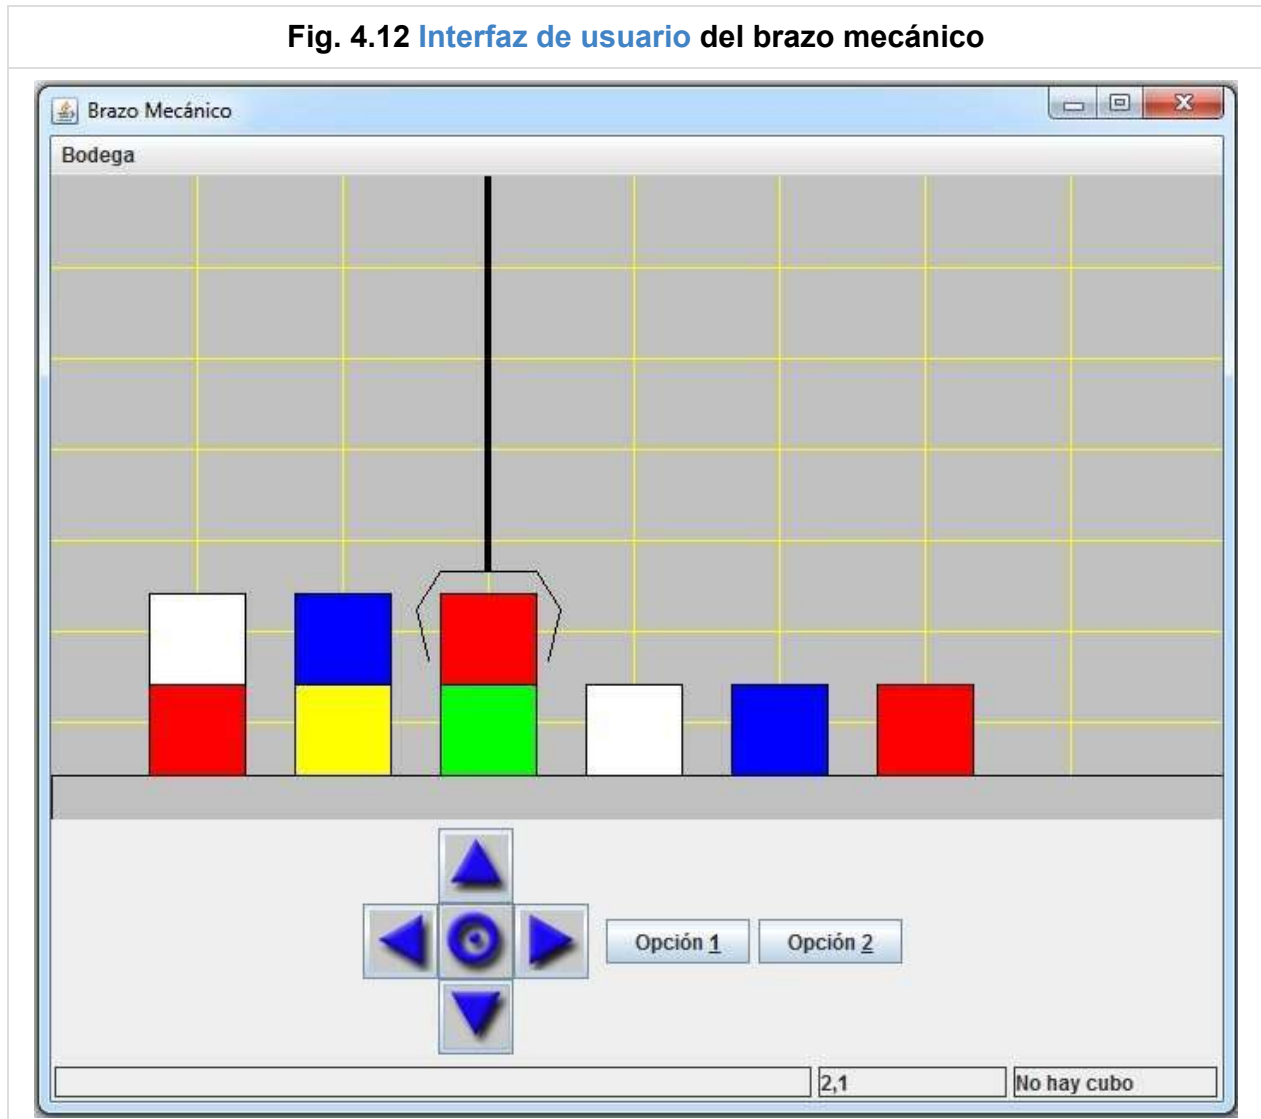 Fig. 4.12 Interfaz de usuario del brazo mecánico
Brazo Mecánico
Bodega
Opción 1 Opción 2
2,1 No hay cubo